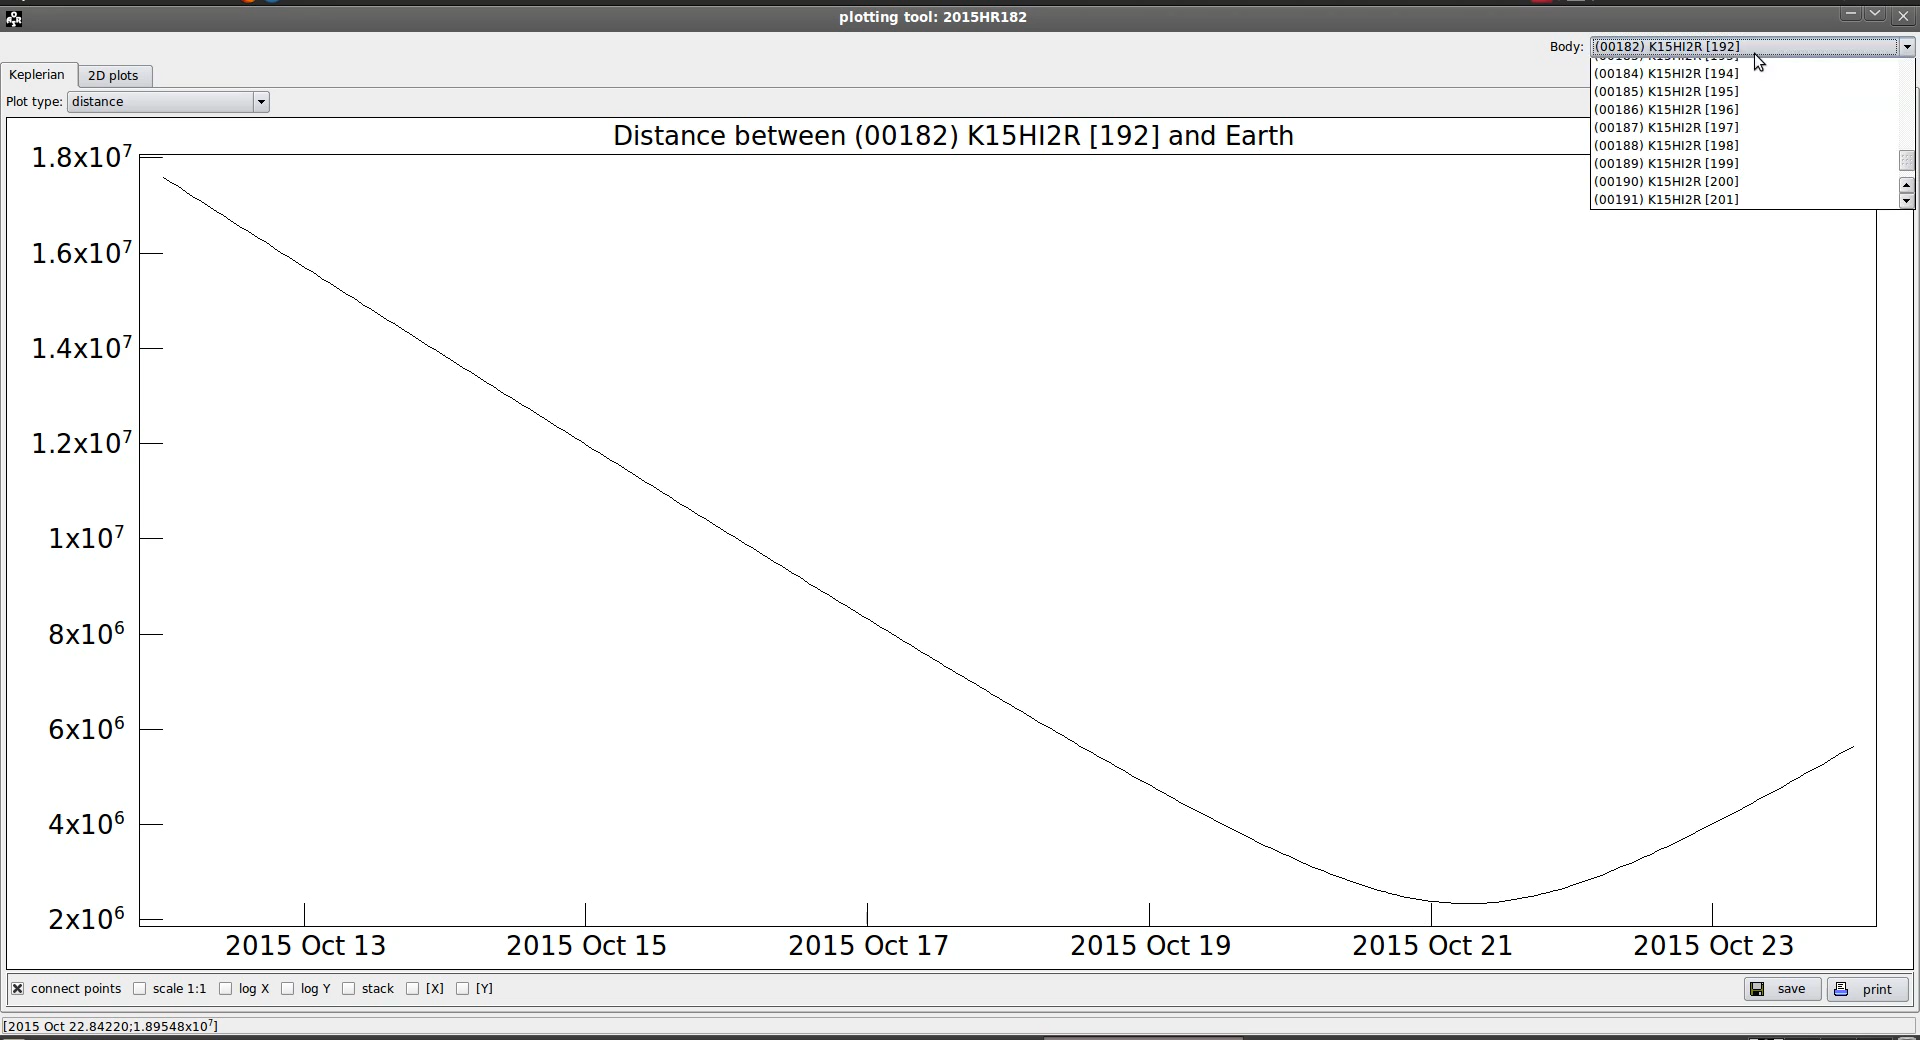 plotting tool: 2015HR182
Body: (00182) K15HI2R [192]
(00183) K15HI2R [193]
(00184) K15HI2R [194]
(00185) K15HI2R [195]
(00186) K15HI2R [196]
(00187) K15HI2R [197]
(00188) K15HI2R [198]
(00189) K15HI2R [199]
(00190) K15HI2R [200]
(00191) K15HI2R [201]
Keplerian 2D plots
Plot type: distance
Distance between (00182) K15HI2R [192] and Earth
1.8x10⁷
1.6x10⁷
1.4x10⁷
1.2x10⁷
1x10⁷
8x10⁶
6x10⁶
4x10⁶
2x10⁶
2015 Oct 13 2015 Oct 15 2015 Oct 17 2015 Oct 19 2015 Oct 21 2015 Oct 23
connect points scale 1:1 log X log Y stack [X] [Y] save print
[2015 Oct 22.84220;1.89548x10⁷]